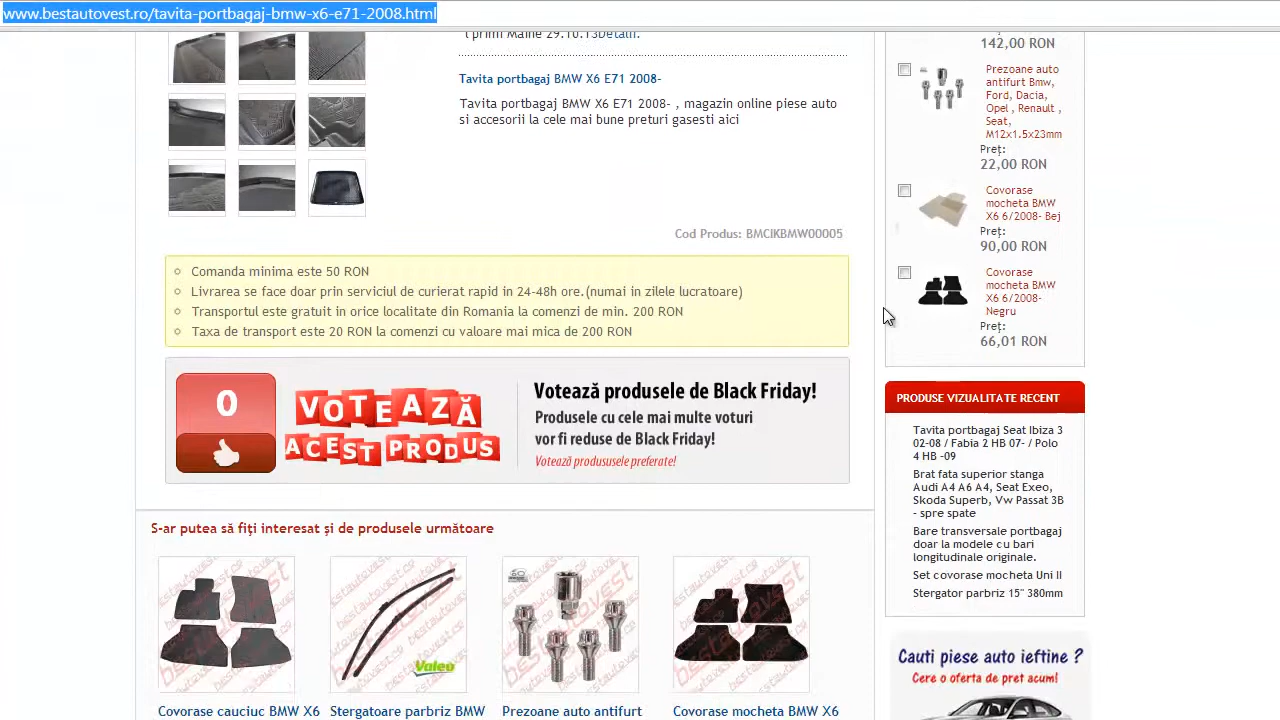 www.bestautovest.ro/tavita-portbagaj-bmw-x6-e71-2008.html
142,00 RON
Tavita portbagaj BMW X6 E71 2008-
Tavita portbagaj BMW X6 E71 2008- , magazin online piese auto
si accesorii la cele mai bune preturi gasesti aici
Cod Produs: BMCIKBMW00005
Comanda minima este 50 RON
Livrarea se face doar prin serviciul de curierat rapid in 24-48h ore.(numai in zilele lucratoare)
Transportul este gratuit in orice localitate din Romania la comenzi de min. 200 RON
Taxa de transport este 20 RON la comenzi cu valoare mai mica de 200 RON
0
VOTEAZĂ
ACEST PRODUS
Votează produsele de Black Friday!
Produsele cu cele mai multe voturi
vor fi reduse de Black Friday!
Votează prodususele preferate!
S-ar putea să fiți interesat și de produsele următoare
Valeo
Covorase cauciuc BMW X6
Stergatoare parbriz BMW
Prezoane auto antifurt
Covorase mocheta BMW X6
Prezoane auto
antifurt Bmw,
Ford, Dacia,
Opel , Renault ,
Seat,
M12x1.5x23mm
Preț:
22,00 RON
Covorase
mocheta BMW
X6 6/2008- Bej
Preț:
90,00 RON
Covorase
mocheta BMW
X6 6/2008-
Negru
Preț:
66,01 RON
PRODUSE VIZUALITATE RECENT
Tavita portbagaj Seat Ibiza 3
02-08 / Fabia 2 HB 07- / Polo
4 HB -09
Brat fata superior stanga
Audi A4 A6 A4, Seat Exeo,
Skoda Superb, Vw Passat 3B
- spre spate
Bare transversale portbagaj
doar la modele cu bari
longitudinale originale.
Set covorase mocheta Uni II
Stergator parbriz 15" 380mm
Cauti piese auto ieftine ?
Cere o oferta de pret acum!